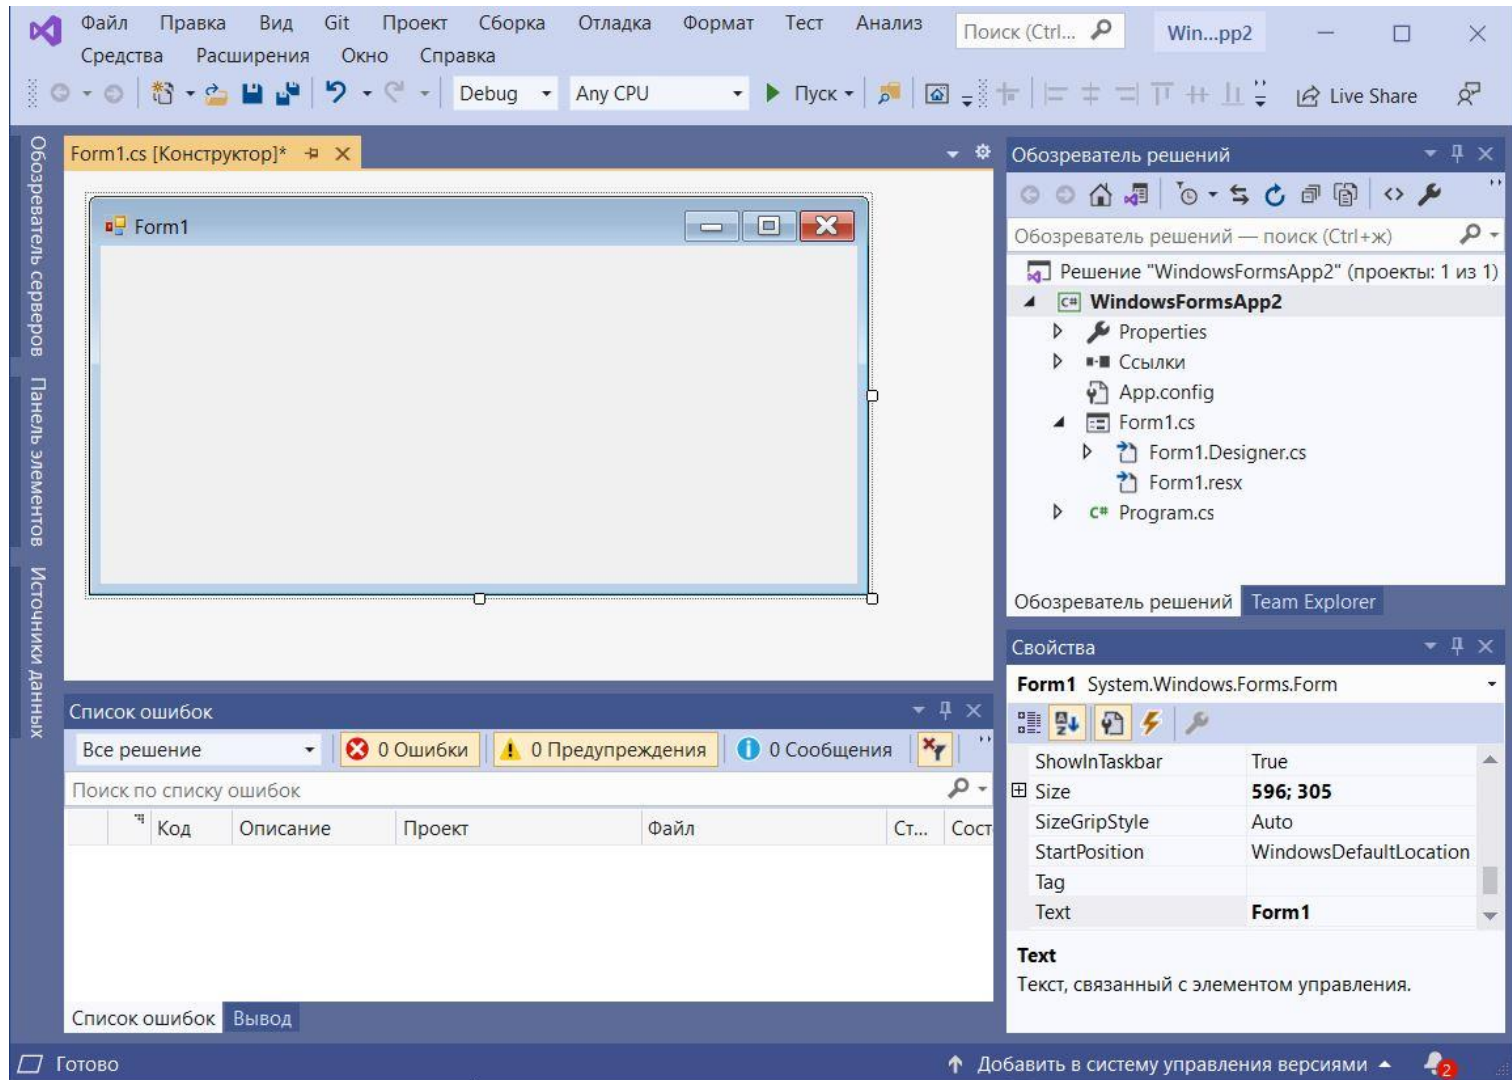 Файл Правка Вид Git Проект Сборка Отладка Формат Тест Анализ Поиск (Ctrl... Win...pp2
Средства Расширения Окно Справка
Debug Any CPU Пуск Live Share
Обозреватель серверов
Панель элементов
Источники данных
Form1.cs [Конструктор]*
Form1
Список ошибок
Все решение 0 Ошибки 0 Предупреждения 0 Сообщения
Поиск по списку ошибок
Код Описание Проект Файл Ст... Сост
Список ошибок Вывод
Обозреватель решений
Обозреватель решений — поиск (Ctrl+ж)
Решение "WindowsFormsApp2" (проекты: 1 из 1)
C# WindowsFormsApp2
Properties
Ссылки
App.config
Form1.cs
Form1.Designer.cs
Form1.resx
C# Program.cs
Обозреватель решений Team Explorer
Свойства
Form1 System.Windows.Forms.Form
ShowInTaskbar True
Size 596; 305
SizeGripStyle Auto
StartPosition WindowsDefaultLocation
Tag
Text Form1
Text
Текст, связанный с элементом управления.
Готово Добавить в систему управления версиями 2